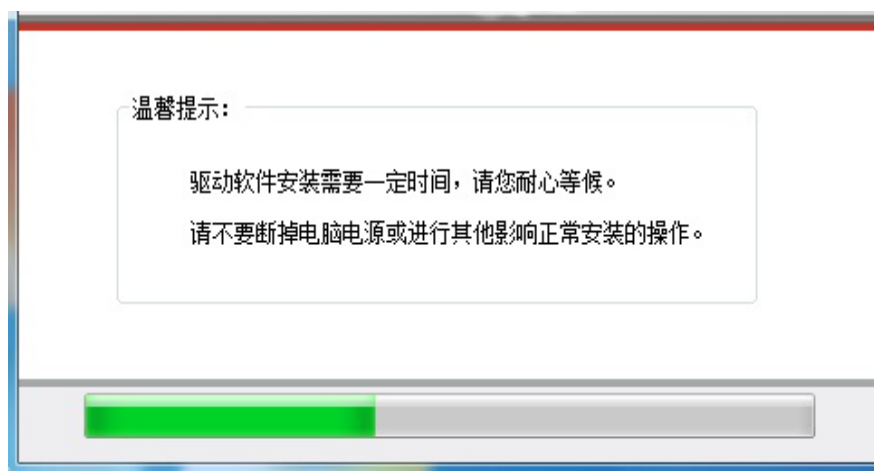 温馨提示：
驱动软件安装需要一定时间，请您耐心等候。
请不要断掉电脑电源或进行其他影响正常安装的操作。